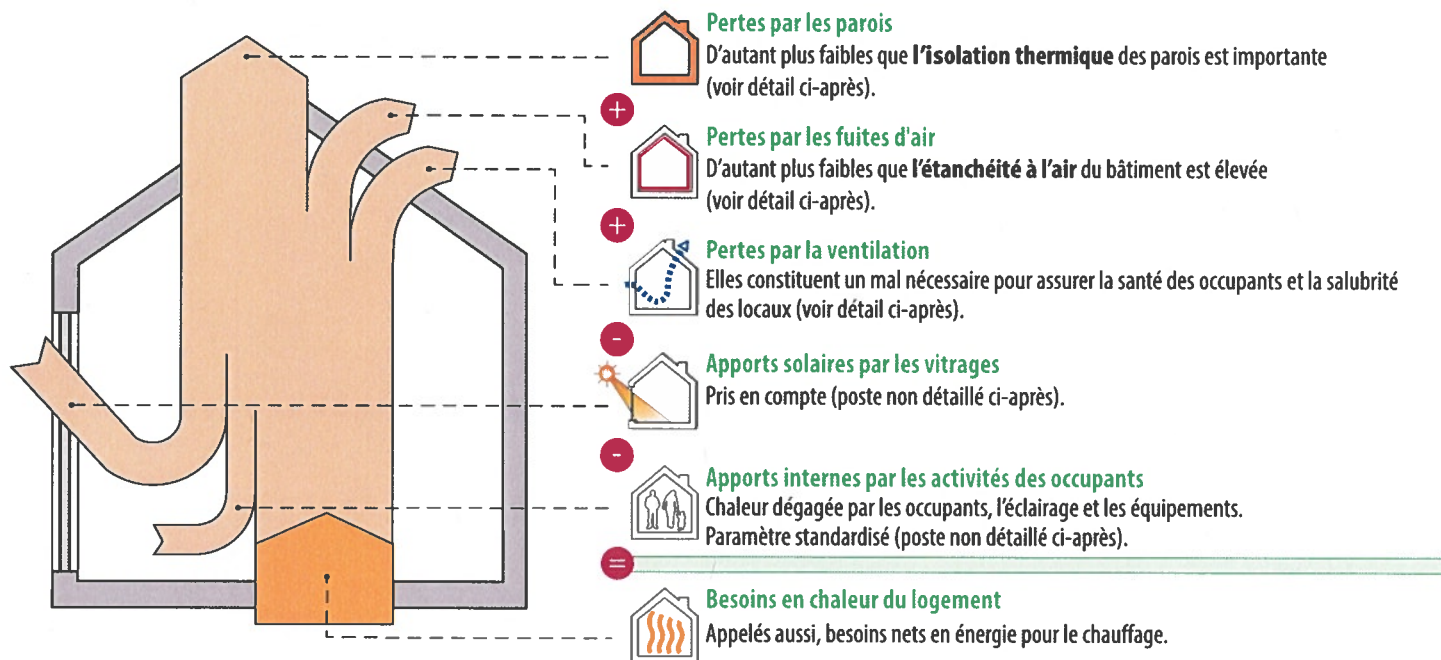 Pertes par les parois
D'autant plus faibles que l'isolation thermique des parois est importante
(voir détail ci-après).
+
Pertes par les fuites d'air
D'autant plus faibles que l'étanchéité à l'air du bâtiment est élevée
(voir détail ci-après).
+
Pertes par la ventilation
Elles constituent un mal nécessaire pour assurer la santé des occupants et la salubrité
des locaux (voir détail ci-après).
-
Apports solaires par les vitrages
Pris en compte (poste non détaillé ci-après).
-
Apports internes par les activités des occupants
Chaleur dégagée par les occupants, l'éclairage et les équipements.
Paramètre standardisé (poste non détaillé ci-après).
=
Besoins en chaleur du logement
Appelés aussi, besoins nets en énergie pour le chauffage.